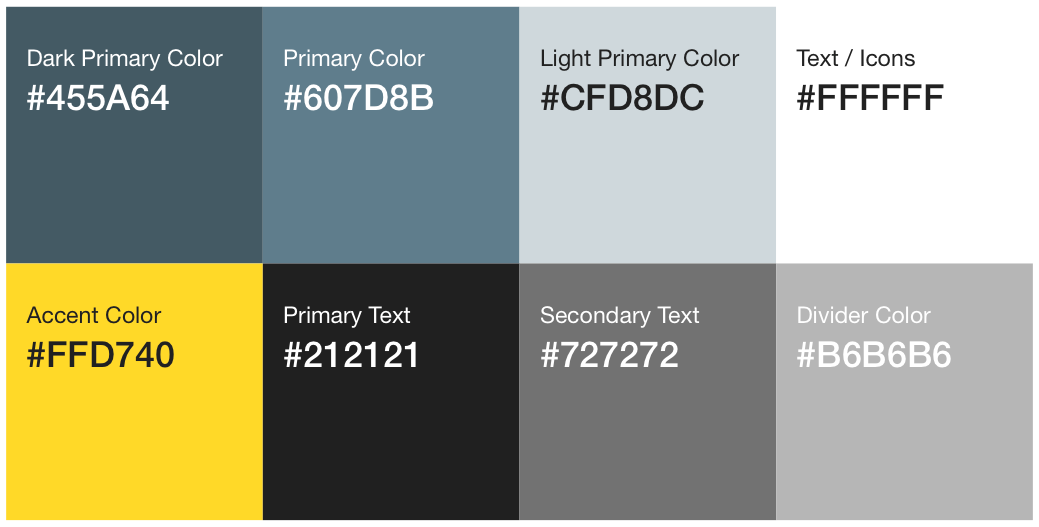 Dark Primary Color
#455A64
Primary Color
#607D8B
Light Primary Color
#CFD8DC
Text / Icons
#FFFFFF
Accent Color
#FFD740
Primary Text
#212121
Secondary Text
#727272
Divider Color
#B6B6B6